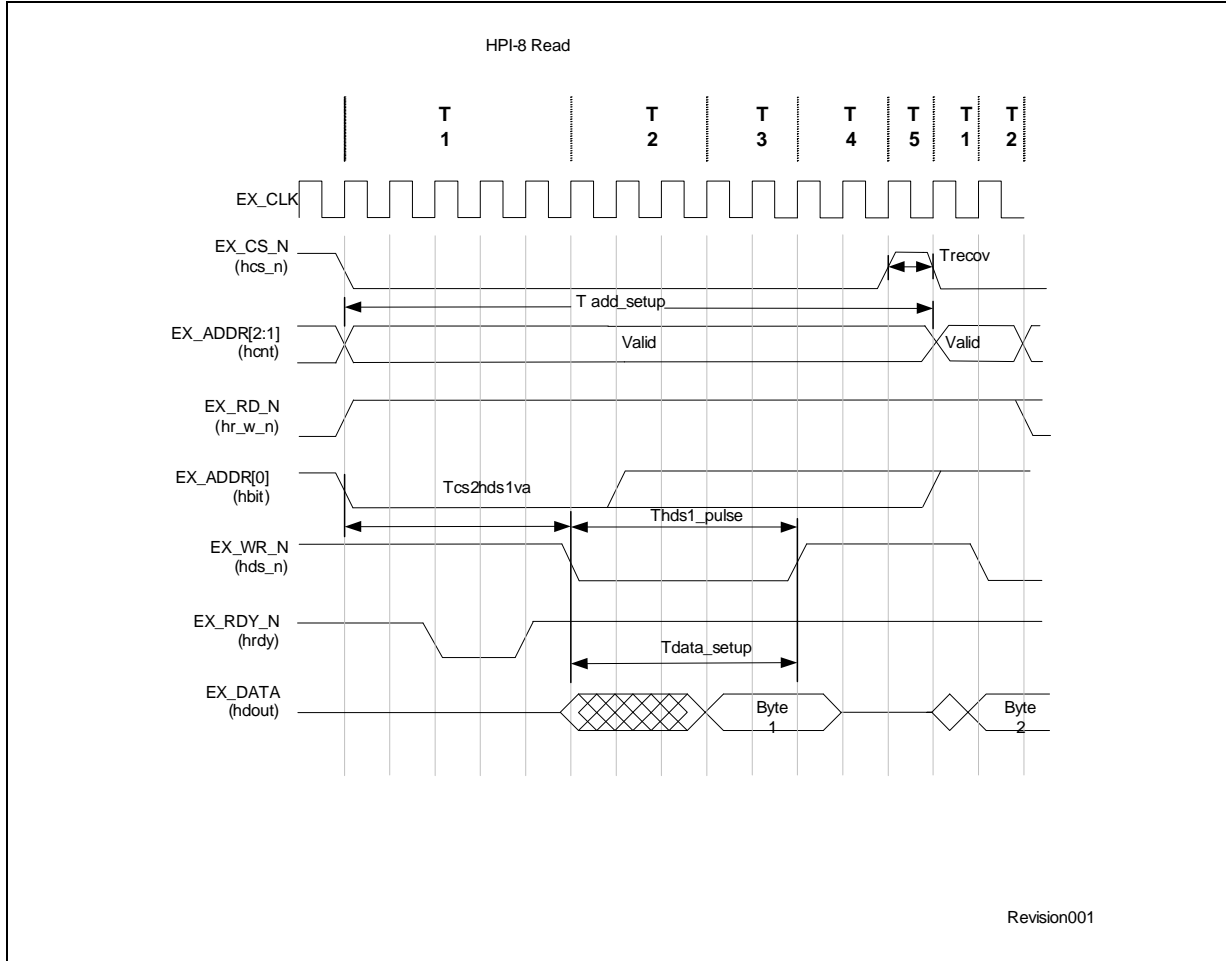 HPI-8 Read
T T T T T T T
1 2 3 4 5 1 2
EX_CLK
EX_CS_N
(hcs_n)
Trecov
T add_setup
EX_ADDR[2:1]
(hcnt)
Valid
Valid
EX_RD_N
(hr_w_n)
EX_ADDR[0]
(hbit)
Tcs2hds1va
Thds1_pulse
EX_WR_N
(hds_n)
EX_RDY_N
(hrdy)
Tdata_setup
EX_DATA
(hdout)
Byte
1
Byte
2
Revision001